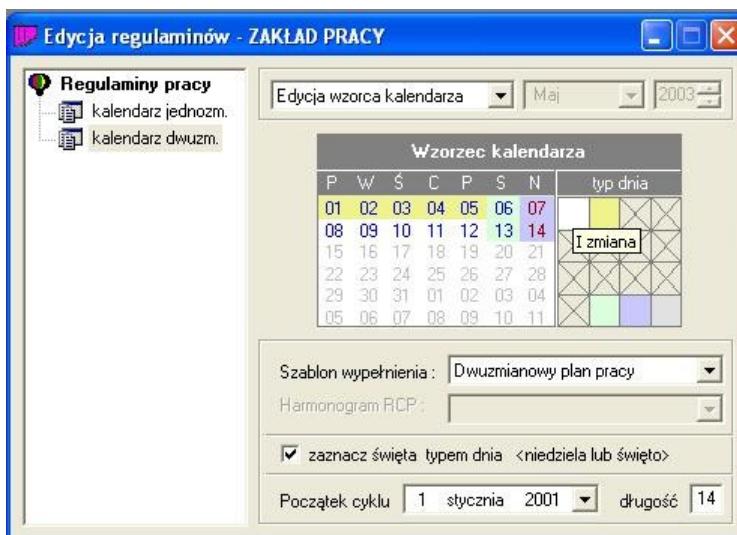 Edycja regulaminów - ZAKŁAD PRACY
Regulaminy pracy
kalendarz jednozm.
kalendarz dwuzm.
Edycja wzorca kalendarza Maj 2003
Wzorzec kalendarza
P W Ś C P S N typ dnia
01 02 03 04 05 06 07
08 09 10 11 12 13 14
I zmiana
15 16 17 18 19 20 21
22 23 24 25 26 27 28
29 30 31 01 02 03 04
05 06 07 08 09 10 11
Szablon wypełnienia : Dwuzmianowy plan pracy
Harmonogram RCP :
zaznacz święta typem dnia <niedziela lub święto>
Początek cyklu 1 stycznia 2001 długość 14